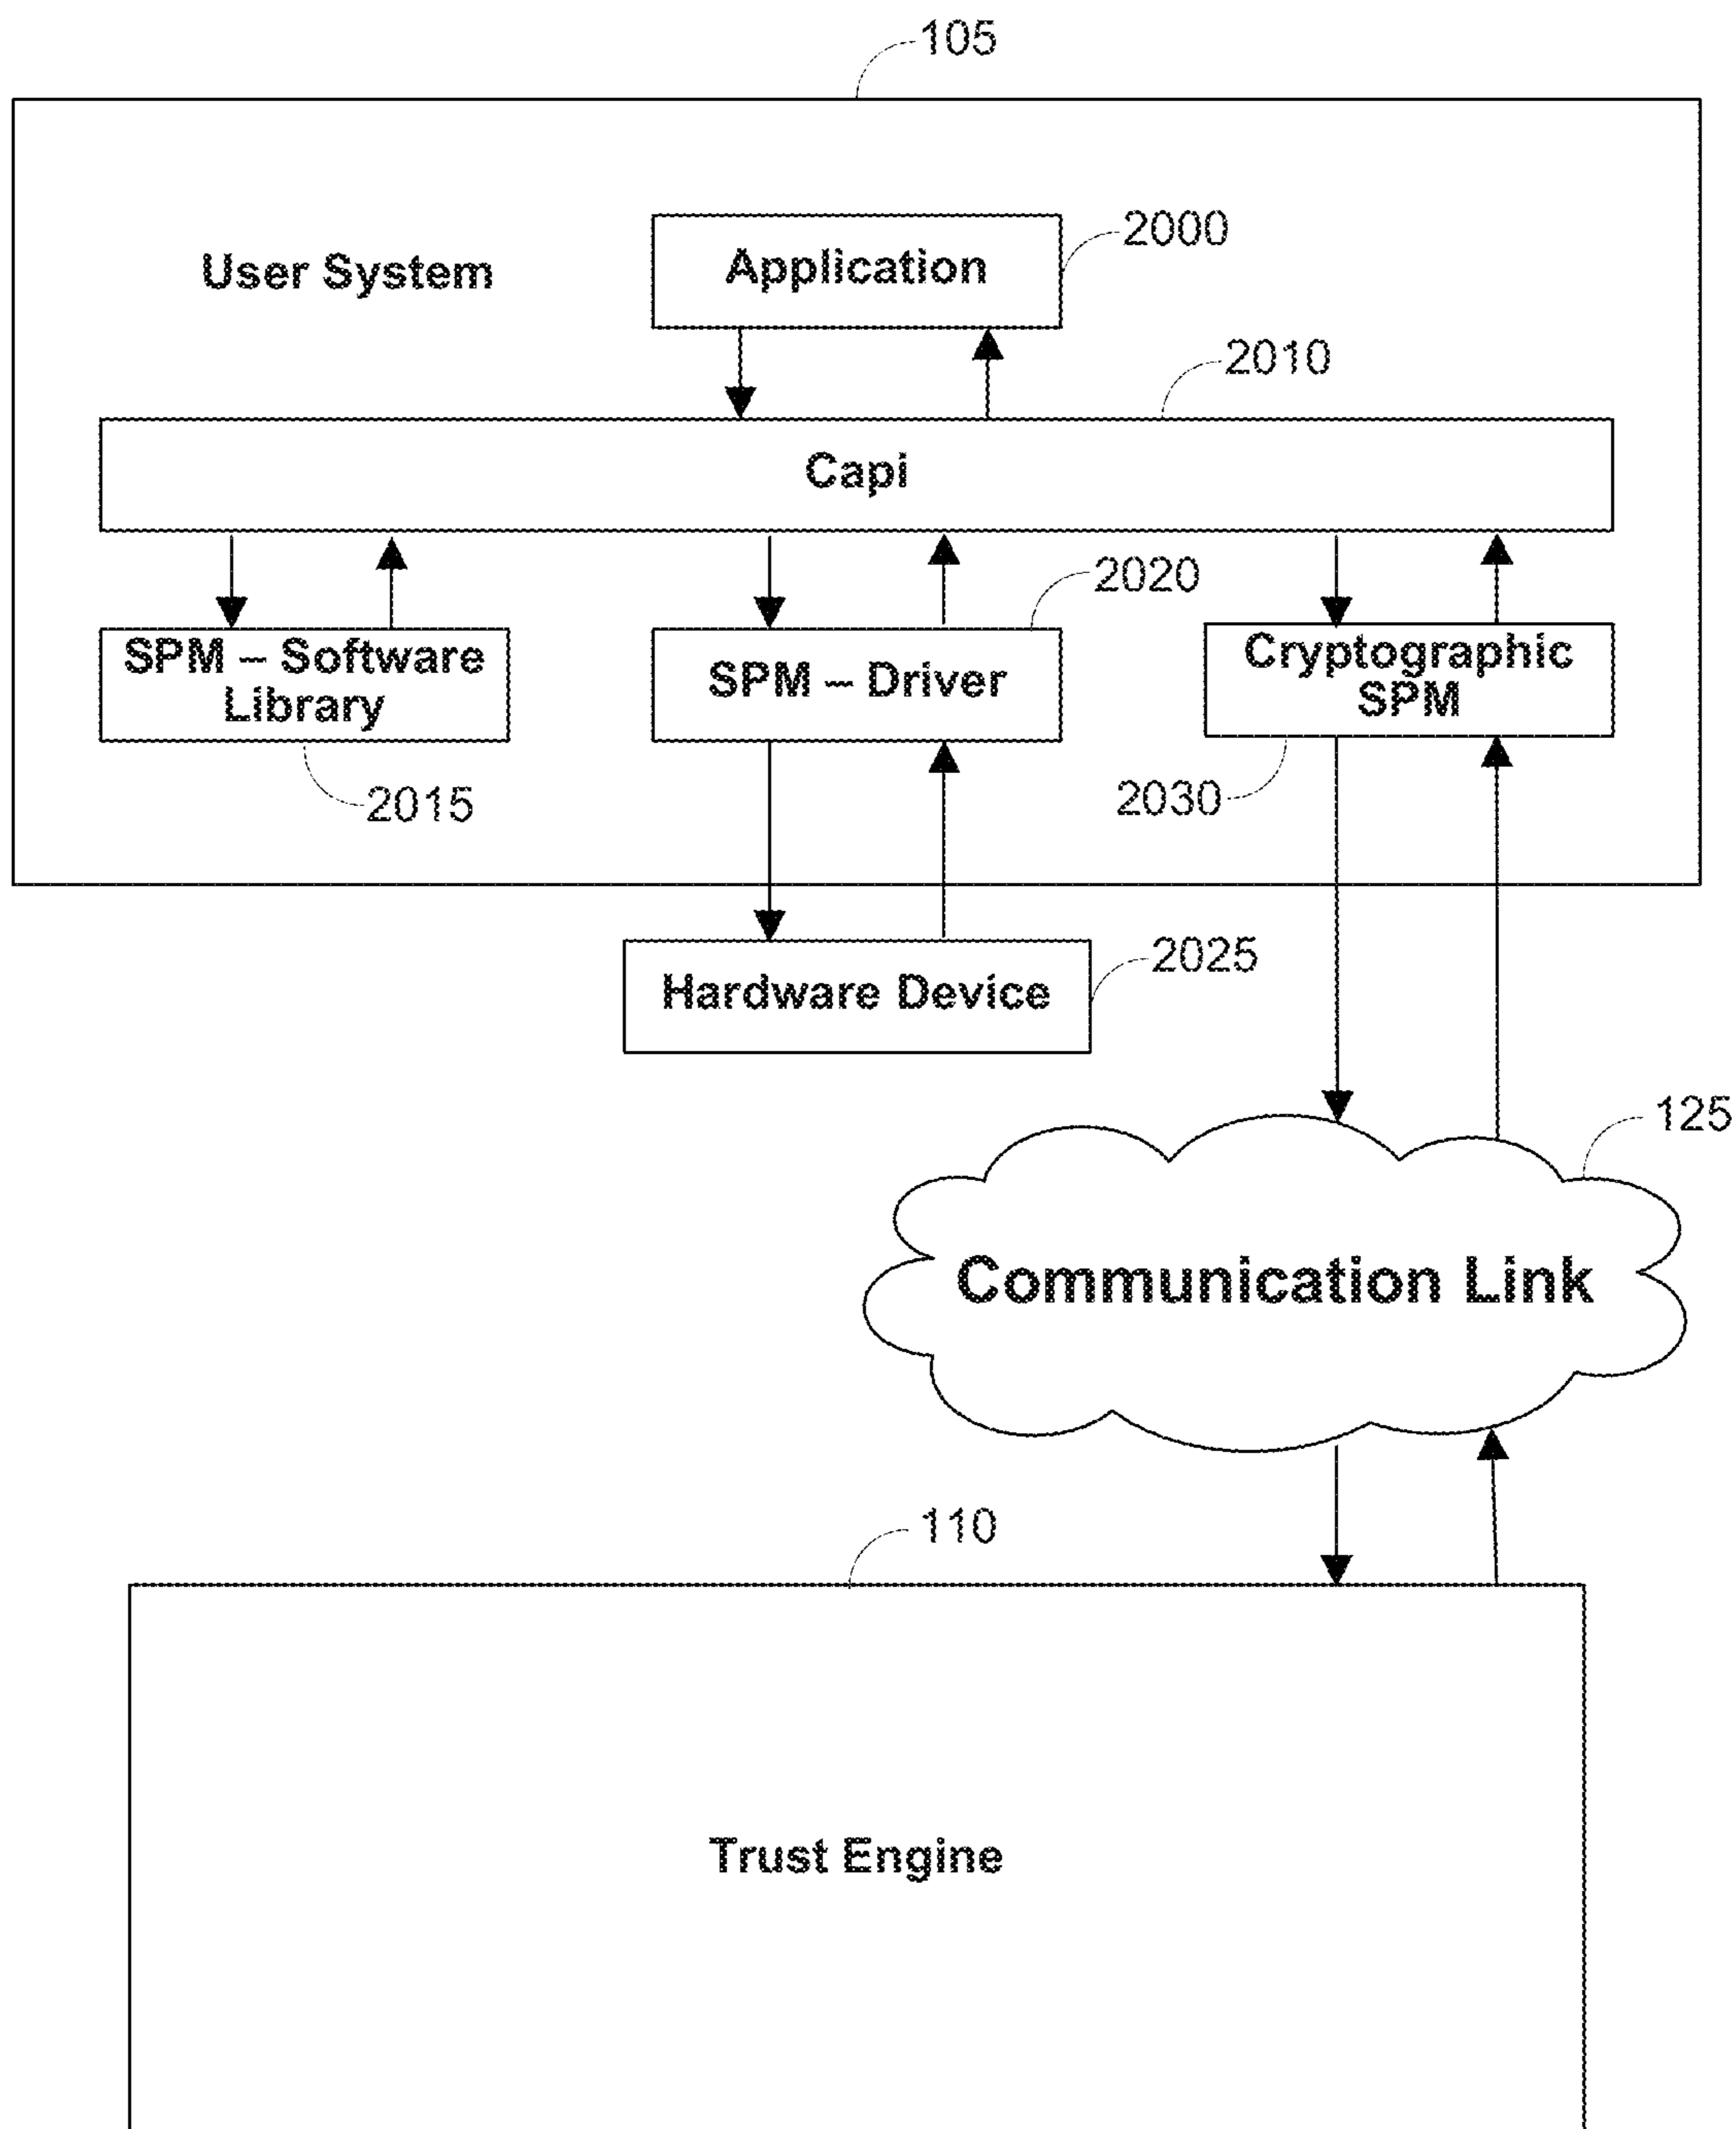 105
User System
Application
2000
2010
Capi
2020
SPM – Software
Library
SPM – Driver
Cryptographic
SPM
2015
2030
2025
Hardware Device
125
Communication Link
110
Trust Engine